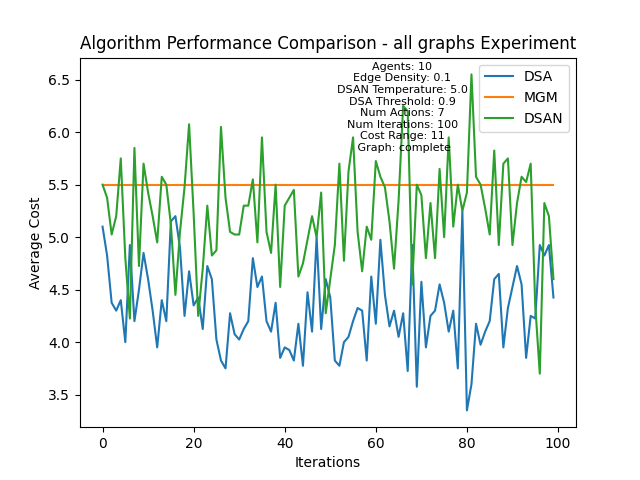 Algorithm Performance Comparison - all graphs Experiment
Agents: 10
Edge Density: 0.1
DSAN Temperature: 5.0
DSA Threshold: 0.9
Num Actions: 7
Num Iterations: 100
Cost Range: 11
Graph: complete
DSA
MGM
DSAN
Average Cost
6.5
6.0
5.5
5.0
4.5
4.0
3.5
0 20 40 60 80 100
Iterations